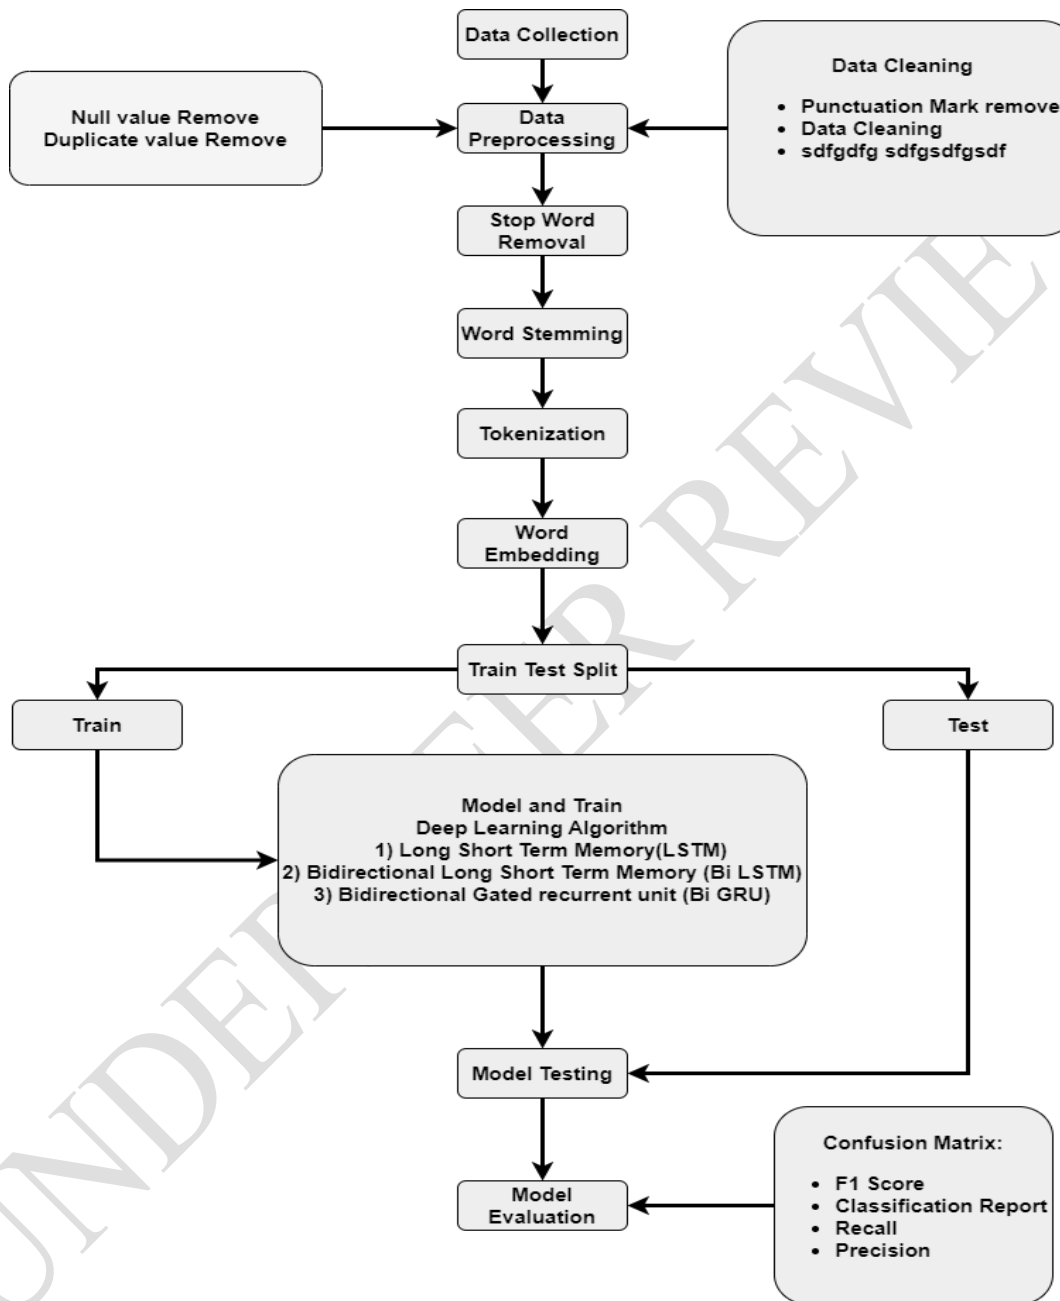 Data Collection
Data Cleaning
• Punctuation Mark remove
• Data Cleaning
• sdfgdfg sdfgsdfgsdf
Null value Remove
Duplicate value Remove
Data
Preprocessing
Stop Word
Removal
Word Stemming
Tokenization
Word
Embedding
Train Test Split
Train
Test
Model and Train
Deep Learning Algorithm
1) Long Short Term Memory(LSTM)
2) Bidirectional Long Short Term Memory (Bi LSTM)
3) Bidirectional Gated recurrent unit (Bi GRU)
Model Testing
Confusion Matrix:
• F1 Score
• Classification Report
• Recall
• Precision
Model
Evaluation